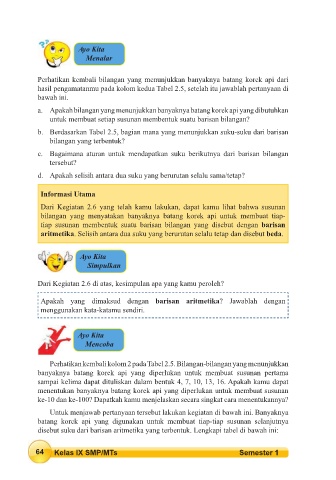 Ayo Kita
Menalar
Perhatikan kembali bilangan yang menunjukkan banyaknya batang korek api dari
hasil pengamatanmu pada kolom kedua Tabel 2.5, setelah itu jawablah pertanyaan di
bawah ini.
a. Apakah bilangan yang menunjukkan banyaknya batang korek api yang dibutuhkan
untuk membuat setiap susunan membentuk suatu barisan bilangan?
b. Berdasarkan Tabel 2.5, bagian mana yang menunjukkan suku-suku dari barisan
bilangan yang terbentuk?
c. Bagaimana aturan untuk mendapatkan suku berikutnya dari barisan bilangan
tersebut?
d. Apakah selisih antara dua suku yang berurutan selalu sama/tetap?
Informasi Utama
Dari Kegiatan 2.6 yang telah kamu lakukan, dapat kamu lihat bahwa susunan
bilangan yang menyatakan banyaknya batang korek api untuk membuat tiap-
tiap susunan membentuk suatu barisan bilangan yang disebut dengan barisan
aritmetika. Selisih antara dua suku yang berurutan selalu tetap dan disebut beda.
Ayo Kita
Simpulkan
Dari Kegiatan 2.6 di atas, kesimpulan apa yang kamu peroleh?
Apakah yang dimaksud dengan barisan aritmetika? Jawablah dengan
menggunakan kata-katamu sendiri.
Ayo Kita
Mencoba
Perhatikan kembali kolom 2 pada Tabel 2.5. Bilangan-bilangan yang menunjukkan
banyaknya batang korek api yang diperlukan untuk membuat susunan pertama
sampai kelima dapat dituliskan dalam bentuk 4, 7, 10, 13, 16. Apakah kamu dapat
menentukan banyaknya batang korek api yang diperlukan untuk membuat susunan
ke-10 dan ke-100? Dapatkah kamu menjelaskan secara singkat cara menentukannya?
Untuk menjawab pertanyaan tersebut lakukan kegiatan di bawah ini. Banyaknya
batang korek api yang digunakan untuk membuat tiap-tiap susunan selanjutnya
disebut suku dari barisan aritmetika yang terbentuk. Lengkapi tabel di bawah ini:
64 Kelas IX SMP/MTs Semester 1